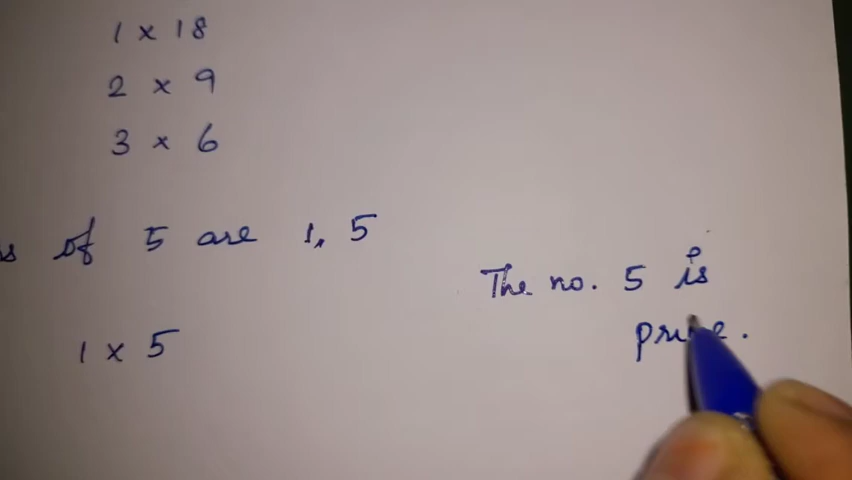 1 x 18
2 x 9
3 x 6
of 5 are 1, 5
The no. 5 is
1 x 5